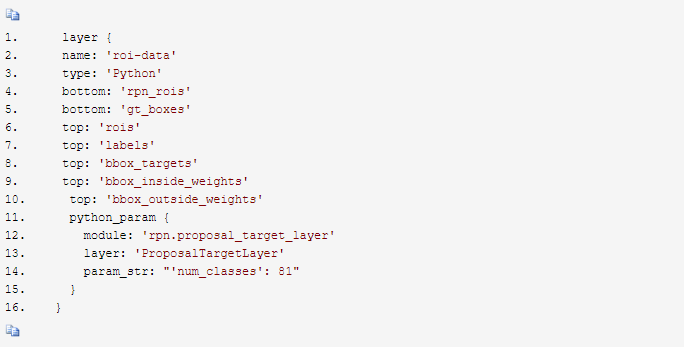 1. layer {
2. name: 'roi-data'
3. type: 'Python'
4. bottom: 'rpn_rois'
5. bottom: 'gt_boxes'
6. top: 'rois'
7. top: 'labels'
8. top: 'bbox_targets'
9. top: 'bbox_inside_weights'
10. top: 'bbox_outside_weights'
11. python_param {
12. module: 'rpn.proposal_target_layer'
13. layer: 'ProposalTargetLayer'
14. param_str: "'num_classes': 81"
15. }
16. }